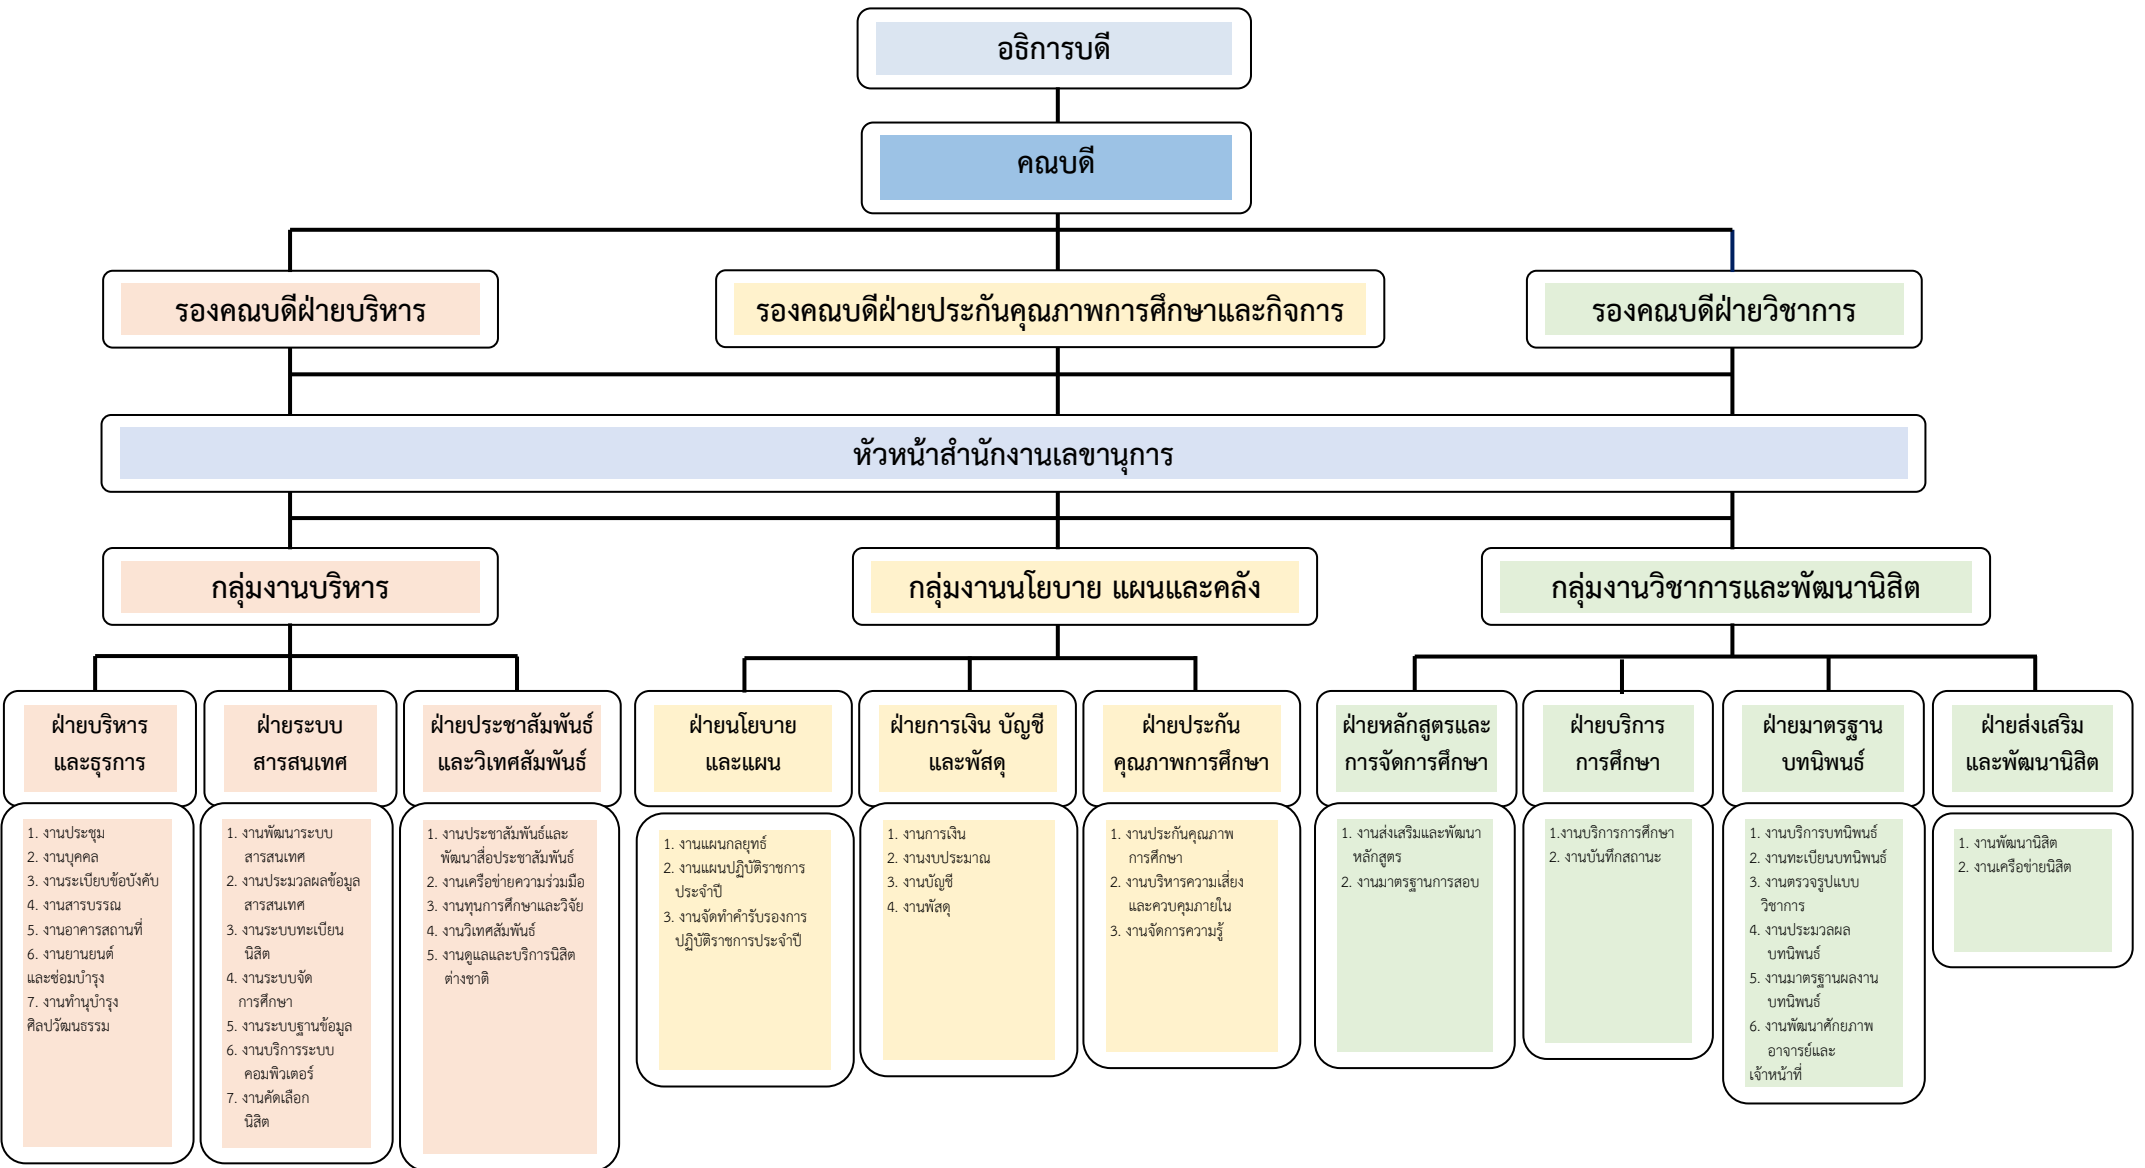 อธิการบดี
คณบดี
รองคณบดีฝ่ายบริหาร
รองคณบดีฝ่ายประกันคุณภาพการศึกษาและกิจการ
รองคณบดีฝ่ายวิชาการ
หัวหน้าสำนักงานเลขานุการ
กลุ่มงานบริหาร
กลุ่มงานนโยบาย แผนและคลัง
กลุ่มงานวิชาการและพัฒนานิสิต
ฝ่ายบริหาร
และธุรการ
ฝ่ายระบบ
สารสนเทศ
ฝ่ายประชาสัมพันธ์
และวิเทศสัมพันธ์
ฝ่ายนโยบาย
และแผน
ฝ่ายการเงิน บัญชี
และพัสดุ
ฝ่ายประกัน
คุณภาพการศึกษา
ฝ่ายหลักสูตรและ
การจัดการศึกษา
ฝ่ายบริการ
การศึกษา
ฝ่ายมาตรฐาน
บทนิพนธ์
ฝ่ายส่งเสริม
และพัฒนานิสิต
1. งานประชุม
2. งานบุคคล
3. งานระเบียบข้อบังคับ
4. งานสารบรรณ
5. งานอาคารสถานที่
6. งานยานยนต์
และซ่อมบำรุง
7. งานทำนุบำรุง
ศิลปวัฒนธรรม
1. งานพัฒนาระบบ
สารสนเทศ
2. งานประมวลผลข้อมูล
สารสนเทศ
3. งานระบบทะเบียน
นิสิต
4. งานระบบจัด
การศึกษา
5. งานระบบฐานข้อมูล
6. งานบริการระบบ
คอมพิวเตอร์
7. งานคัดเลือก
นิสิต
1. งานประชาสัมพันธ์และ
พัฒนาสื่อประชาสัมพันธ์
2. งานเครือข่ายความร่วมมือ
3. งานทุนการศึกษาและวิจัย
4. งานวิเทศสัมพันธ์
5. งานดูแลและบริการนิสิต
ต่างชาติ
1. งานแผนกลยุทธ์
2. งานแผนปฏิบัติราชการ
ประจำปี
3. งานจัดทำคำรับรองการ
ปฏิบัติราชการประจำปี
1. งานการเงิน
2. งานงบประมาณ
3. งานบัญชี
4. งานพัสดุ
1. งานประกันคุณภาพ
การศึกษา
2. งานบริหารความเสี่ยง
และควบคุมภายใน
3. งานจัดการความรู้
1. งานส่งเสริมและพัฒนา
หลักสูตร
2. งานมาตรฐานการสอบ
1.งานบริการการศึกษา
2. งานบันทึกสถานะ
1. งานบริการบทนิพนธ์
2. งานทะเบียนบทนิพนธ์
3. งานตรวจรูปแบบ
วิชาการ
4. งานประมวลผล
บทนิพนธ์
5. งานมาตรฐานผลงาน
บทนิพนธ์
6. งานพัฒนาศักยภาพ
อาจารย์และ
เจ้าหน้าที่
1. งานพัฒนานิสิต
2. งานเครือข่ายนิสิต